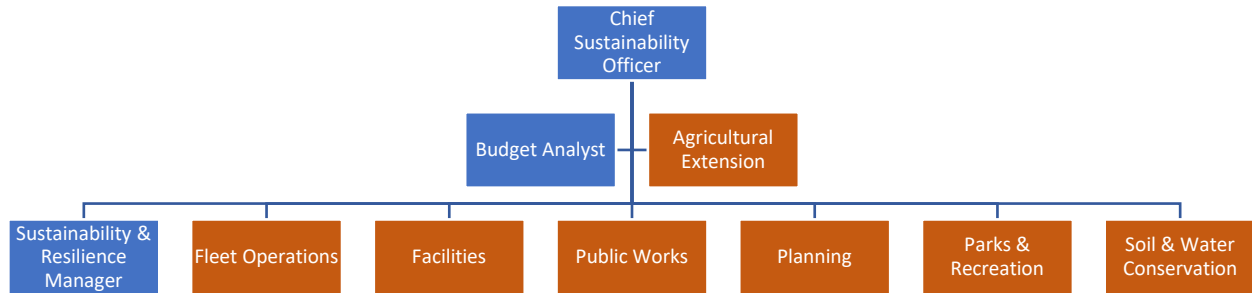 Chief
Sustainability
Officer
Budget Analyst
Agricultural
Extension
Sustainability &
Resilience
Manager
Fleet Operations
Facilities
Public Works
Planning
Parks &
Recreation
Soil & Water
Conservation